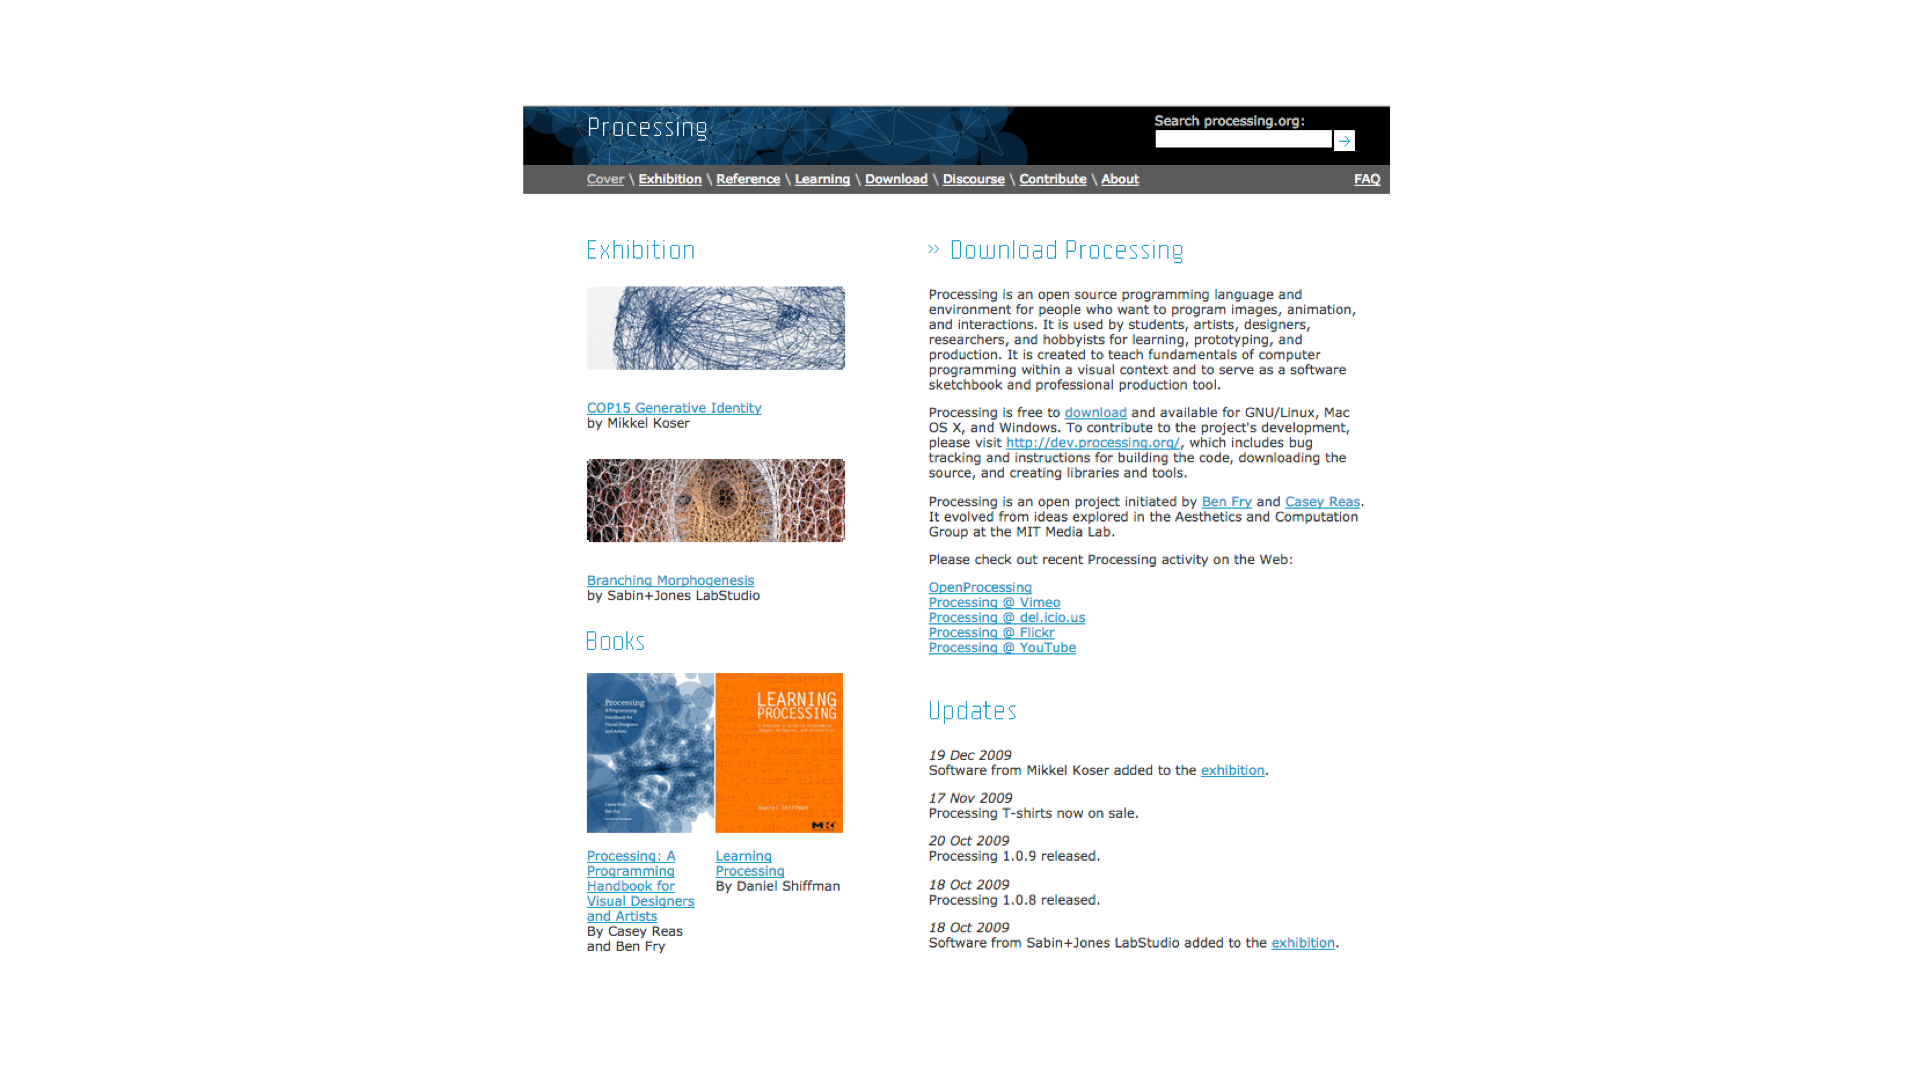 Processing
Search processing.org:
Cover \ Exhibition \ Reference \ Learning \ Download \ Discourse \ Contribute \ About
FAQ
Exhibition
COP15 Generative Identity
by Mikkel Koser
Branching Morphogenesis
by Sabin+Jones LabStudio
Books
Processing
A Programming
Handbook for
Visual Designers
and Artists
Casey Reas
Ben Fry
LEARNING
PROCESSING
Daniel Shiffman
Processing: A
Programming
Handbook for
Visual Designers
and Artists
By Casey Reas
and Ben Fry
Learning
Processing
By Daniel Shiffman
>> Download Processing
Processing is an open source programming language and
environment for people who want to program images, animation,
and interactions. It is used by students, artists, designers,
researchers, and hobbyists for learning, prototyping, and
production. It is created to teach fundamentals of computer
programming within a visual context and to serve as a software
sketchbook and professional production tool.
Processing is free to download and available for GNU/Linux, Mac
OS X, and Windows. To contribute to the project's development,
please visit http://dev.processing.org/, which includes bug
tracking and instructions for building the code, downloading the
source, and creating libraries and tools.
Processing is an open project initiated by Ben Fry and Casey Reas.
It evolved from ideas explored in the Aesthetics and Computation
Group at the MIT Media Lab.
Please check out recent Processing activity on the Web:
OpenProcessing
Processing @ Vimeo
Processing @ del.icio.us
Processing @ Flickr
Processing @ YouTube
Updates
19 Dec 2009
Software from Mikkel Koser added to the exhibition.
17 Nov 2009
Processing T-shirts now on sale.
20 Oct 2009
Processing 1.0.9 released.
18 Oct 2009
Processing 1.0.8 released.
18 Oct 2009
Software from Sabin+Jones LabStudio added to the exhibition.